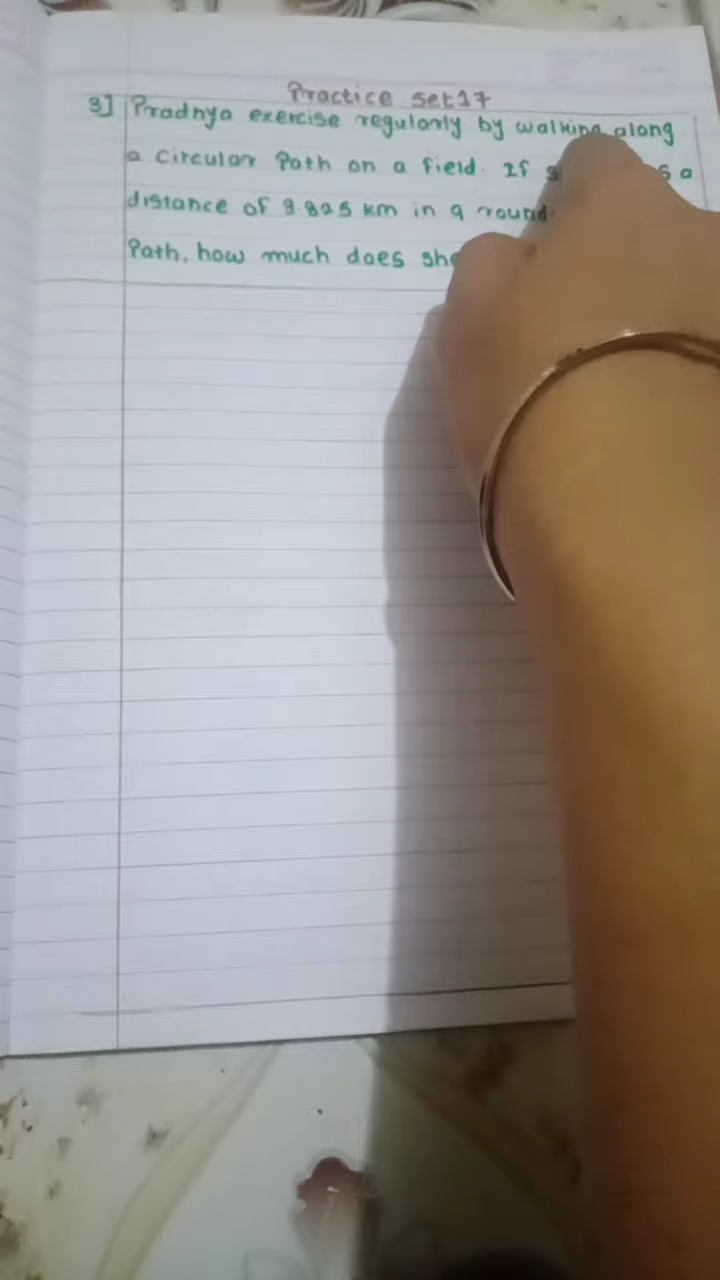 Practice set 17
3] Pradnya exercise regularly by walking along
a circular Path on a field. If a
distance of 3.825 km in 9 round
Path, how much does she